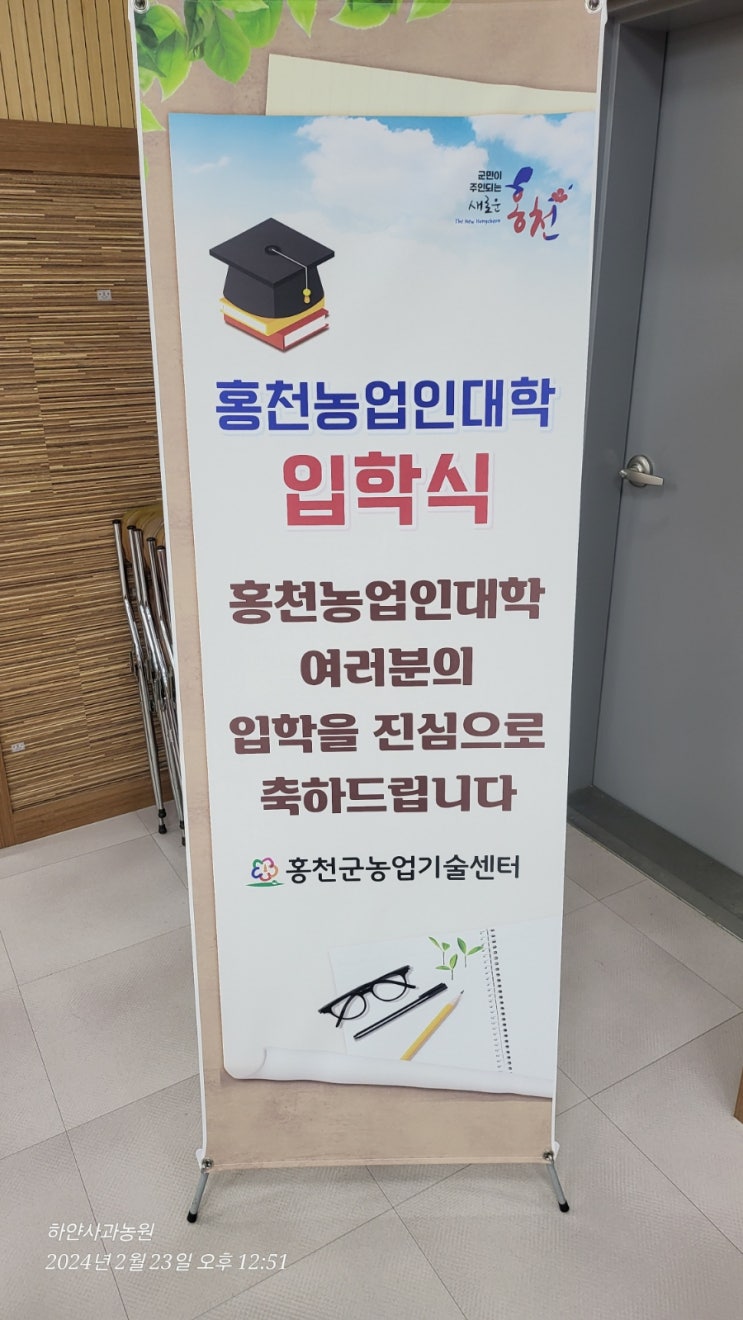 군민이
주인되는
새로운
홍천
The New Hongcheon
홍천농업인대학
입학식
홍천농업인대학
여러분의
입학을 진심으로
축하드립니다
홍천군농업기술센터
하얀사과농원
2024년 2월 23일 오후 12:51